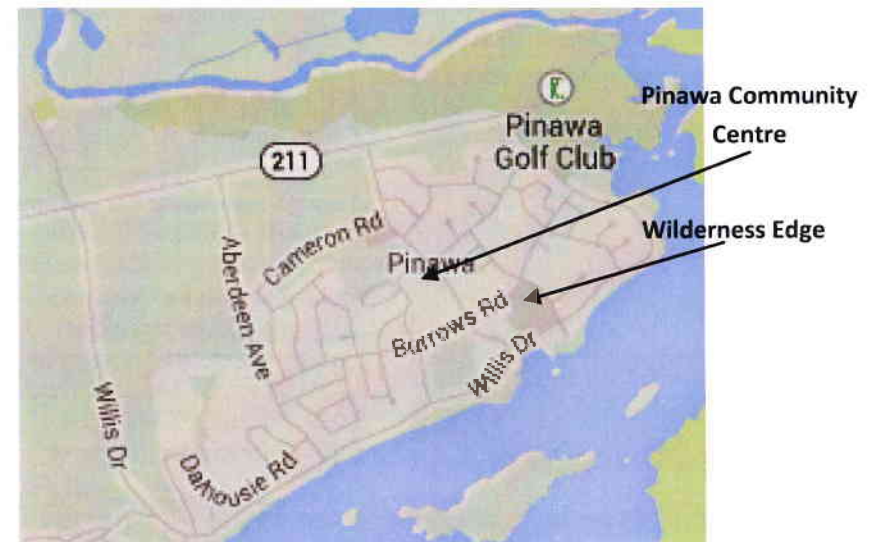 Pinawa Community
Centre
Pinawa
Golf Club
211
Wilderness Edge
Cameron Rd
Aberdeen Ave
Pinawa
Burrows Rd
Willis Dr
Willis Dr
Dalhousie Rd